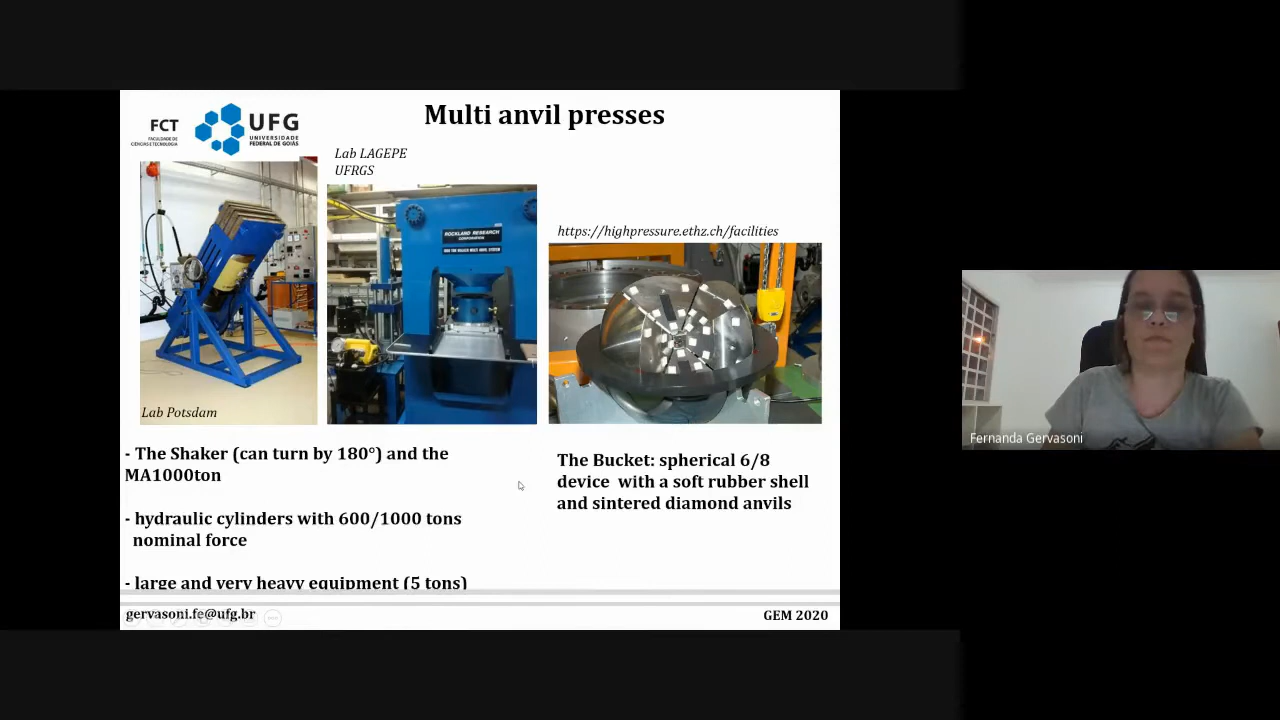 Multi anvil presses
FCT
FACULDADE DE
CIÊNCIAS E TECNOLOGIA
UFG
UNIVERSIDADE
FEDERAL DE GOIÁS
Lab LAGEPE
UFRGS
https://highpressure.ethz.ch/facilities
ROCKLAND RESEARCH
CORPORATION
Lab Potsdam
- The Shaker (can turn by 180°) and the
MA1000ton
- hydraulic cylinders with 600/1000 tons
nominal force
- large and very heavy equipment (5 tons)
The Bucket: spherical 6/8
device with a soft rubber shell
and sintered diamond anvils
gervasoni.fe@ufg.br
GEM 2020
Fernanda Gervasoni